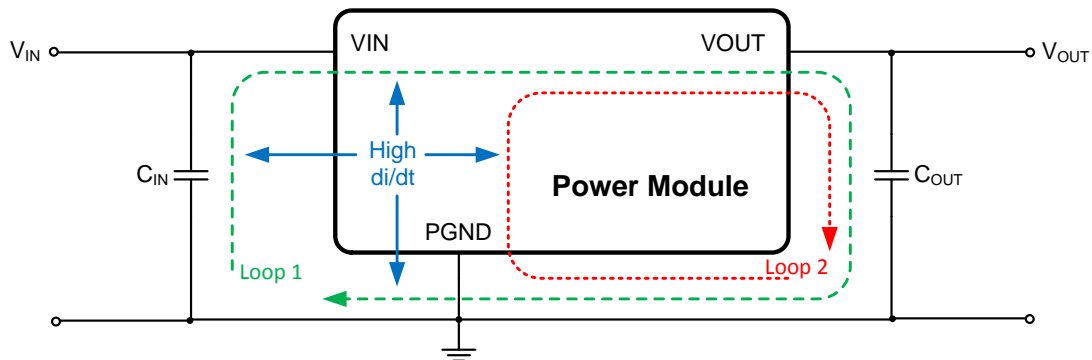 VIN
VIN
VOUT
VOUT
High
di/dt
CIN
Power Module
COUT
PGND
Loop 1
Loop 2